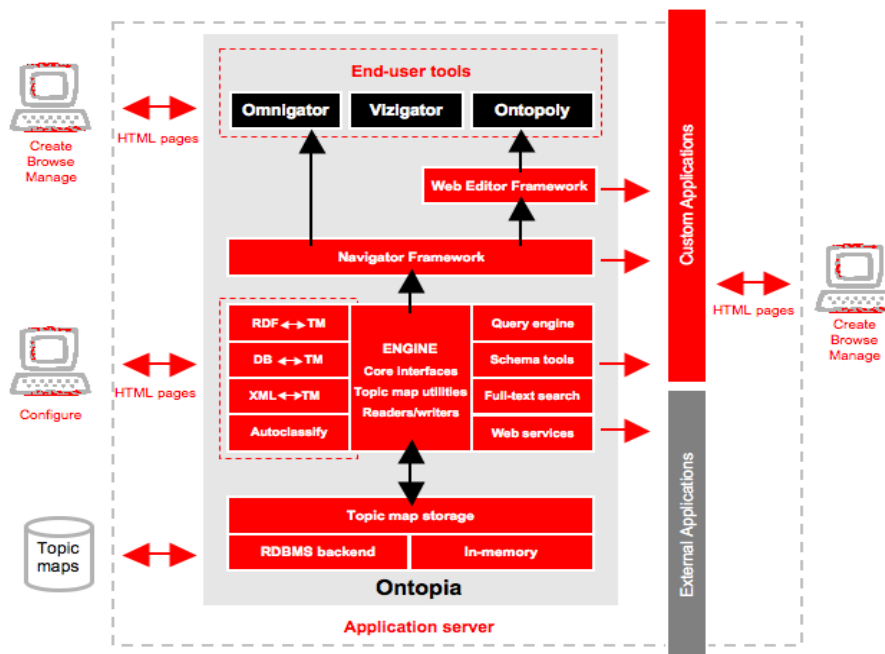 End-user tools
Omnigator
Vizigator
Ontopoly
HTML pages
Create
Browse
Manage
Web Editor Framework
Custom Applications
Navigator Framework
HTML pages
Create
Browse
Manage
RDF ↔ TM
DB ↔ TM
XML ↔ TM
Autoclassify
ENGINE
Core interfaces
Topic map utilities
Readers/writers
Query engine
Schema tools
Full-text search
Web services
HTML pages
Configure
External Applications
Topic map storage
RDBMS backend
In-memory
Topic
maps
Ontopia
Application server